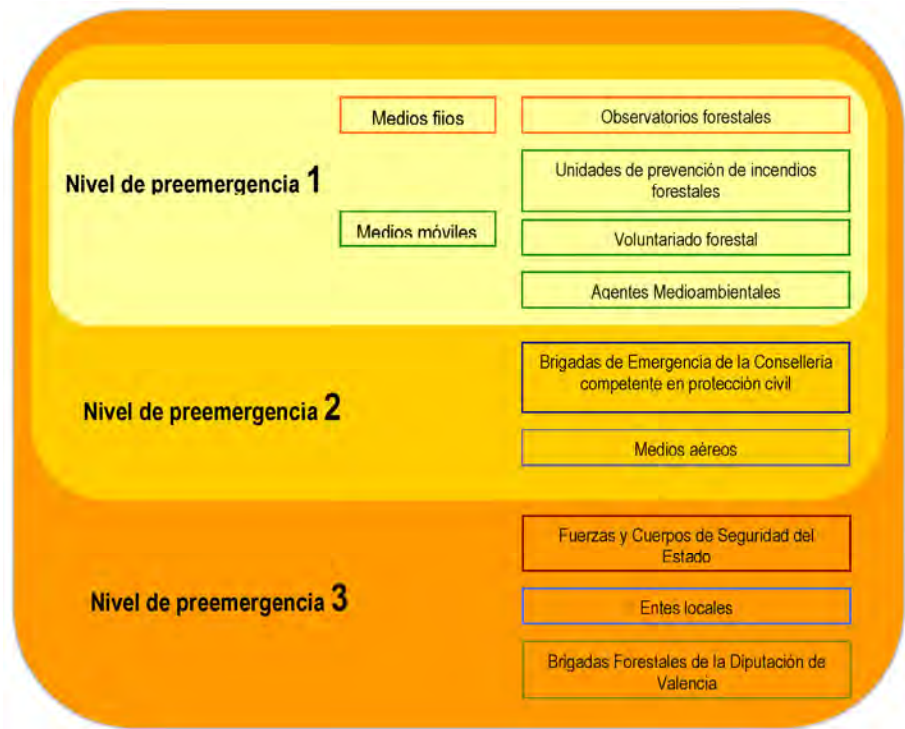 Medios fijos
Observatorios forestales
Nivel de preemergencia 1
Unidades de prevención de incendios
forestales
Medios móviles
Voluntariado forestal
Agentes Medioambientales
Brigadas de Emergencia de la Conselleria
competente en protección civil
Nivel de preemergencia 2
Medios aéreos
Fuerzas y Cuerpos de Seguridad del
Estado
Nivel de preemergencia 3
Entes locales
Brigadas Forestales de la Diputación de
Valencia